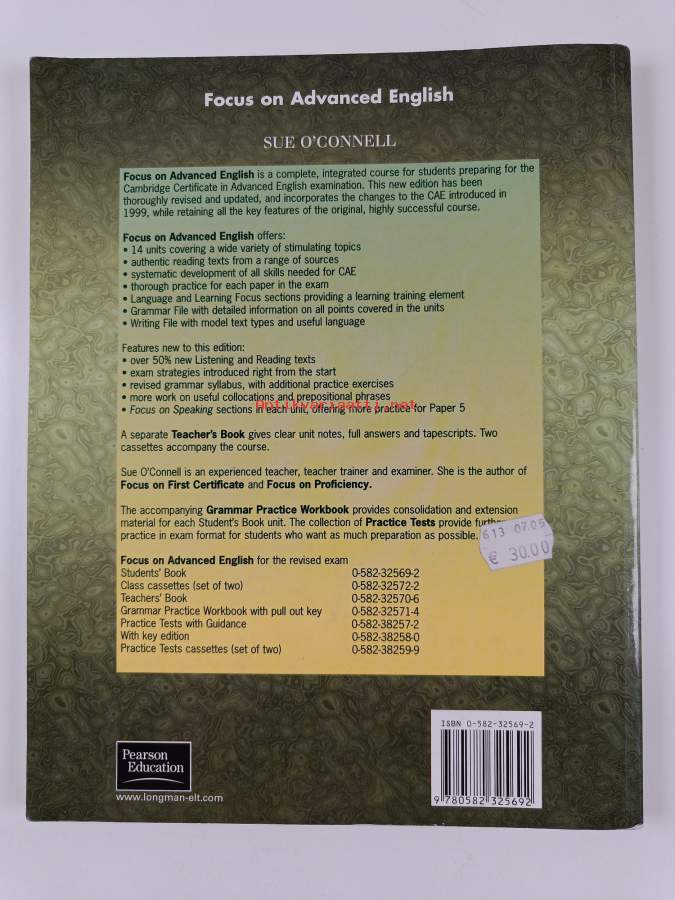 Focus on Advanced English
SUE O'CONNELL
Focus on Advanced English is a complete, integrated course for students preparing for the
Cambridge Certificate in Advanced English examination. This new edition has been
thoroughly revised and updated, and incorporates the changes to the CAE introduced in
1999, while retaining all the key features of the original, highly successful course.
Focus on Advanced English offers:
• 14 units covering a wide variety of stimulating topics
• authentic reading texts from a range of sources
• systematic development of all skills needed for CAE
• thorough practice for each paper in the exam
• Language and Learning Focus sections providing a learning training element
• Grammar File with detailed information on all points covered in the units
• Writing File with model text types and useful language
Features new to this edition:
• over 50% new Listening and Reading texts
• exam strategies introduced right from the start
• revised grammar syllabus, with additional practice exercises
• more work on useful collocations and prepositional phrases
• Focus on Speaking sections in each unit, offering more practice for Paper 5
Antikvariaatti.net
A separate Teacher's Book gives clear unit notes, full answers and tapescripts. Two
cassettes accompany the course.
Sue O'Connell is an experienced teacher, teacher trainer and examiner. She is the author of
Focus on First Certificate and Focus on Proficiency.
The accompanying Grammar Practice Workbook provides consolidation and extension
material for each Student's Book unit. The collection of Practice Tests provide further
practice in exam format for students who want as much preparation as possible.
613 07.05
€ 30.00
Focus on Advanced English for the revised exam
Students' Book 0-582-32569-2
Class cassettes (set of two) 0-582-32572-2
Teachers' Book 0-582-32570-6
Grammar Practice Workbook with pull out key 0-582-32571-4
Practice Tests with Guidance 0-582-38257-2
With key edition 0-582-38258-0
Practice Tests cassettes (set of two) 0-582-38259-9
ISBN 0-582-32569-2
9 780582 325692
Pearson
Education
www.longman-elt.com